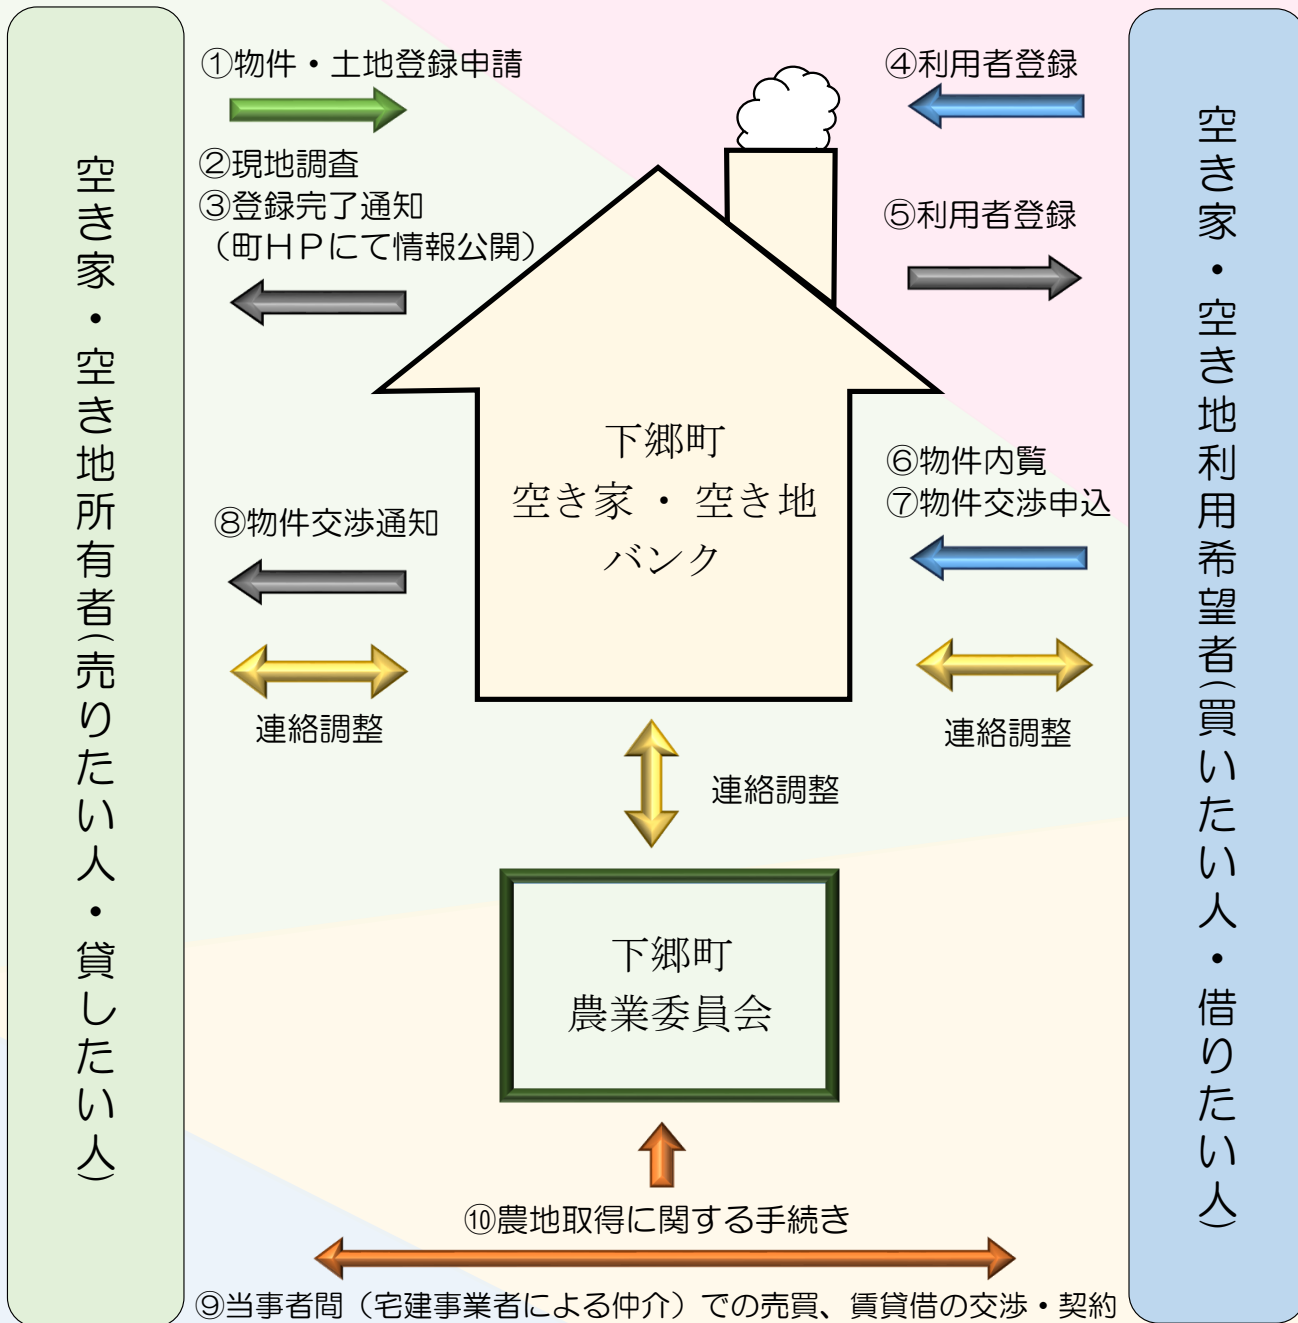 空き家・空き地所有者(売りたい人・貸したい人)
①物件・土地登録申請
②現地調査
③登録完了通知
（町ＨＰにて情報公開）
④利用者登録
⑤利用者登録
下郷町
空き家 ・ 空き地
バンク
⑥物件内覧
⑦物件交渉申込
⑧物件交渉通知
連絡調整
連絡調整
連絡調整
下郷町
農業委員会
⑩農地取得に関する手続き
⑨当事者間（宅建事業者による仲介）での売買、賃貸借の交渉・契約
空き家・空き地利用希望者(買いたい人・借りたい人)